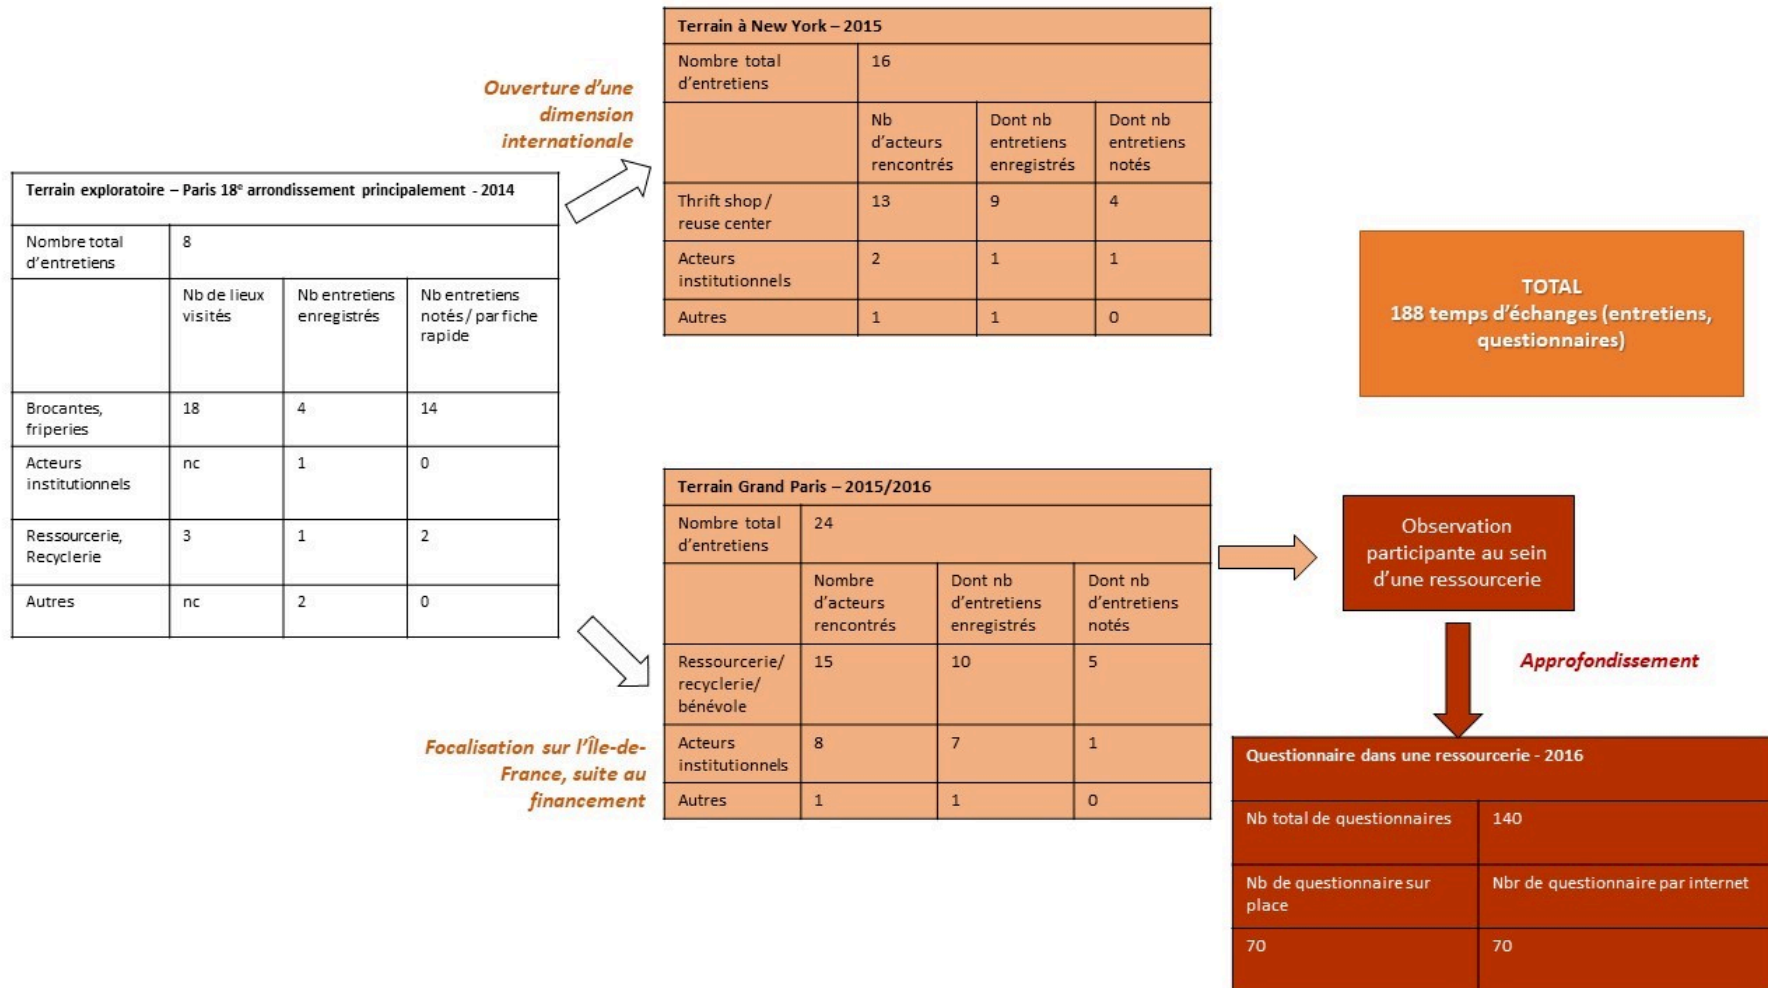 Terrain à New York – 2015
Nombre total
d’entretiens
16
Nb
d’acteurs
rencontrés
Dont nb
entretiens
enregistrés
Dont nb
entretiens
notés
Thrift shop /
reuse center
13
9
4
Acteurs
institutionnels
2
1
1
Autres
1
1
0
Ouverture d’une
dimension
internationale
Terrain exploratoire – Paris 18e arrondissement principalement - 2014
Nombre total
d’entretiens
8
Nb de lieux
visités
Nb entretiens
enregistrés
Nb entretiens
notés / par fiche
rapide
Brocantes,
friperies
18
4
14
Acteurs
institutionnels
nc
1
0
Ressourcerie,
Recyclerie
3
1
2
Autres
nc
2
0
TOTAL
188 temps d’échanges (entretiens,
questionnaires)
Focalisation sur l’Île-de-
France, suite au
financement
Terrain Grand Paris – 2015/2016
Nombre total
d’entretiens
24
Nombre
d’acteurs
rencontrés
Dont nb
d’entretiens
enregistrés
Dont nb
d’entretiens
notés
Ressourcerie/
recyclerie/
bénévole
15
10
5
Acteurs
institutionnels
8
7
1
Autres
1
1
0
Observation
participante au sein
d’une ressourcerie
Approfondissement
Questionnaire dans une ressourcerie - 2016
Nb total de questionnaires
140
Nb de questionnaire sur
place
Nbr de questionnaire par internet
70
70